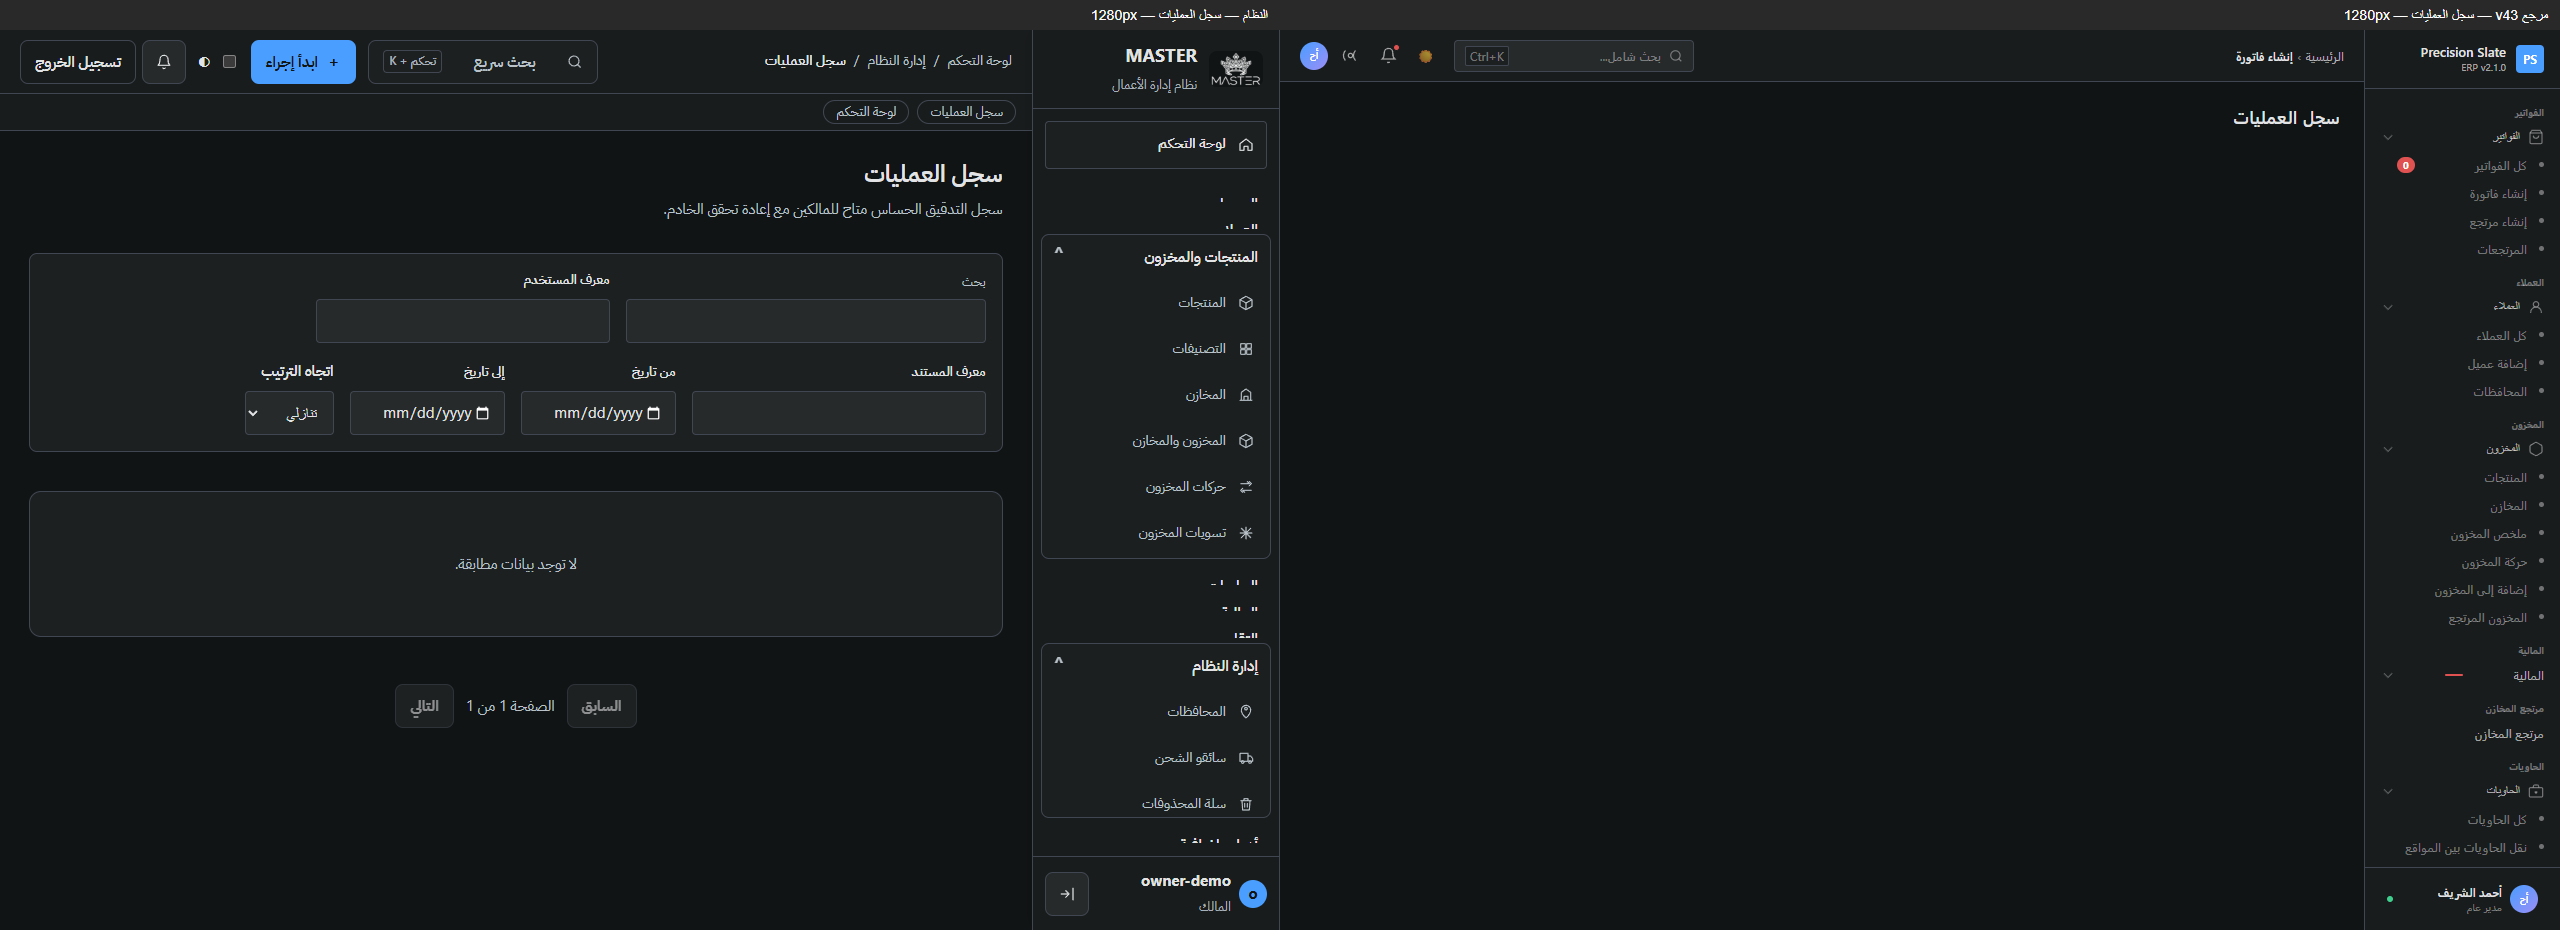 مرجع v43 — سجل العمليات — 1280px
Precision Slate
ERP v2.1.0
PS
الفواتير
الفواتير
كل الفواتير
0
إنشاء فاتورة
إنشاء مرتجع
المرتجعات
العملاء
العملاء
كل العملاء
إضافة عميل
المحافظات
المخزون
المخزون
المنتجات
المخازن
ملخص المخزون
حركة المخزون
إضافة إلى المخزون
المخزون المرتجع
المالية
المالية
مرتجع المخازن
مرتجع المخازن
الحاويات
الحاويات
كل الحاويات
نقل الحاويات بين المواقع
أحمد الشريف
مدير عام
أح
الرئيسية › إنشاء فاتورة
بحث شامل...
Ctrl+K
أح
سجل العمليات
النظام — سجل العمليات — 1280px
MASTER
نظام إدارة الأعمال
MASTER
لوحة التحكم
المنتجات والمخزون
المنتجات
التصنيفات
المخازن
المخزون والمخازن
حركات المخزون
تسويات المخزون
إدارة النظام
المحافظات
سائقو الشحن
سلة المحذوفات
owner-demo
المالك
o
لوحة التحكم / إدارة النظام / سجل العمليات
بحث سريع
تحكم + K
+ ابدأ إجراء
تسجيل الخروج
سجل العمليات
لوحة التحكم
سجل العمليات
سجل التدقيق الحساس متاح للمالكين مع إعادة تحقق الخادم.
بحث
معرف المستخدم
معرف المستند
من تاريخ
إلى تاريخ
اتجاه الترتيب
mm/dd/yyyy
mm/dd/yyyy
تنازلي
لا توجد بيانات مطابقة.
السابق
الصفحة 1 من 1
التالي